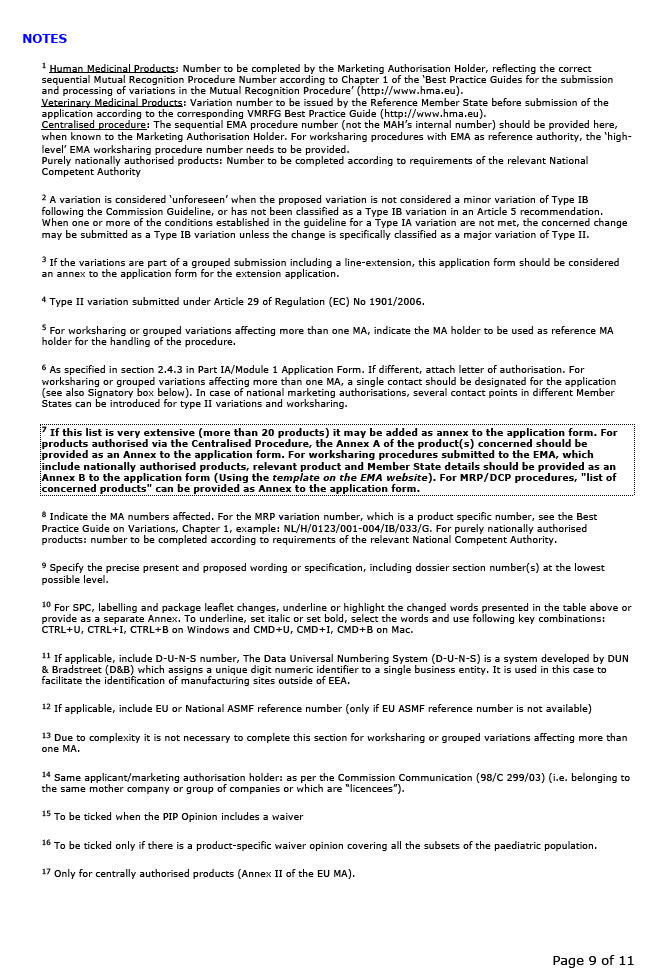 NOTES
1 Human Medicinal Products: Number to be completed by the Marketing Authorisation Holder, reflecting the correct
sequential Mutual Recognition Procedure Number according to Chapter 1 of the 'Best Practice Guides for the submission
and processing of variations in the Mutual Recognition Procedure' (http://www.hma.eu).
Veterinary Medicinal Products: Variation number to be issued by the Reference Member State before submission of the
application according to the corresponding VMRFG Best Practice Guide (http://www.hma.eu).
Centralised procedure: The sequential EMA procedure number (not the MAH's internal number) should be provided here,
when known to the Marketing Authorisation Holder. For worksharing procedures with EMA as reference authority, the 'high-
level' EMA worksharing procedure number needs to be provided.
Purely nationally authorised products: Number to be completed according to requirements of the relevant National
Competent Authority
2 A variation is considered 'unforeseen' when the proposed variation is not considered a minor variation of Type IB
following the Commission Guideline, or has not been classified as a Type IB variation in an Article 5 recommendation.
When one or more of the conditions established in the guideline for a Type IA variation are not met, the concerned change
may be submitted as a Type IB variation unless the change is specifically classified as a major variation of Type II.
3 If the variations are part of a grouped submission including a line-extension, this application form should be considered
an annex to the application form for the extension application.
4 Type II variation submitted under Article 29 of Regulation (EC) No 1901/2006.
5 For worksharing or grouped variations affecting more than one MA, indicate the MA holder to be used as reference MA
holder for the handling of the procedure.
6 As specified in section 2.4.3 in Part IA/Module 1 Application Form. If different, attach letter of authorisation. For
worksharing or grouped variations affecting more than one MA, a single contact should be designated for the application
(see also Signatory box below). In case of national marketing authorisations, several contact points in different Member
States can be introduced for type II variations and worksharing.
7 If this list is very extensive (more than 20 products) it may be added as annex to the application form. For
products authorised via the Centralised Procedure, the Annex A of the product(s) concerned should be
provided as an Annex to the application form. For worksharing procedures submitted to the EMA, which
include nationally authorised products, relevant product and Member State details should be provided as an
Annex B to the application form (Using the template on the EMA website). For MRP/DCP procedures, "list of
concerned products" can be provided as Annex to the application form.
8 Indicate the MA numbers affected. For the MRP variation number, which is a product specific number, see the Best
Practice Guide on Variations, Chapter 1, example: NL/H/0123/001-004/IB/033/G. For purely nationally authorised
products: number to be completed according to requirements of the relevant National Competent Authority.
9 Specify the precise present and proposed wording or specification, including dossier section number(s) at the lowest
possible level.
10 For SPC, labelling and package leaflet changes, underline or highlight the changed words presented in the table above or
provide as a separate Annex. To underline, set italic or set bold, select the words and use following key combinations:
CTRL+U, CTRL+I, CTRL+B on Windows and CMD+U, CMD+I, CMD+B on Mac.
11 If applicable, include D-U-N-S number, The Data Universal Numbering System (D-U-N-S) is a system developed by DUN
& Bradstreet (D&B) which assigns a unique digit numeric identifier to a single business entity. It is used in this case to
facilitate the identification of manufacturing sites outside of EEA.
12 If applicable, include EU or National ASMF reference number (only if EU ASMF reference number is not available)
13 Due to complexity it is not necessary to complete this section for worksharing or grouped variations affecting more than
one MA.
14 Same applicant/marketing authorisation holder: as per the Commission Communication (98/C 299/03) (i.e. belonging to
the same mother company or group of companies or which are "licencees").
15 To be ticked when the PIP Opinion includes a waiver
16 To be ticked only if there is a product-specific waiver opinion covering all the subsets of the paediatric population.
17 Only for centrally authorised products (Annex II of the EU MA).
Page 9 of 11